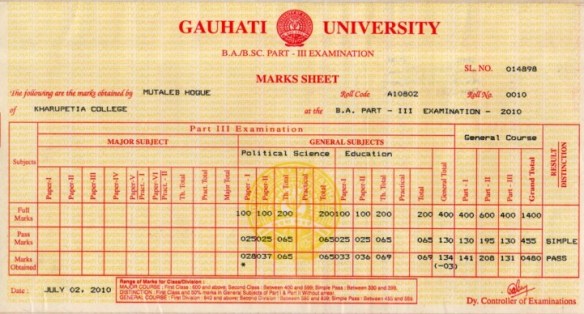 GAUHATI UNIVERSITY
B.A./B.SC. PART - III EXAMINATION
SL. NO. 014898
MARKS SHEET
The following are the marks obtained by MUTALEB HOQUE Roll Code A10802 Roll No. 0010
of KHARUPETIA COLLEGE at the B.A. PART - III EXAMINATION - 2010
Part III Examination General Course RESULT DISTINCTION
Subjects MAJOR SUBJECT GENERAL SUBJECTS
Political Science Education
Paper-I Paper-II Paper-III Paper-IV Paper-V Pract.-I Paper-VI Pract.-II Th. Total Pract. Total Major Total Paper - I Paper-II Th. Total Practical Total Paper - I Paper-II Th. Total Practical Total General Total Part - I Part - II Part III Grand Total
Full Marks 100 100 200 200 100 100 200 200 400 400 600 400 1400
Pass Marks 025 025 065 065 025 025 065 065 130 130 195 130 455 SIMPLE
Marks Obtained 028 037 065 065 033 036 069 069 134 141 208 131 0480 PASS
* (-03)
Date : JULY 02, 2010
Range of Marks for Class/Division :
Dy. Controller of Examinations